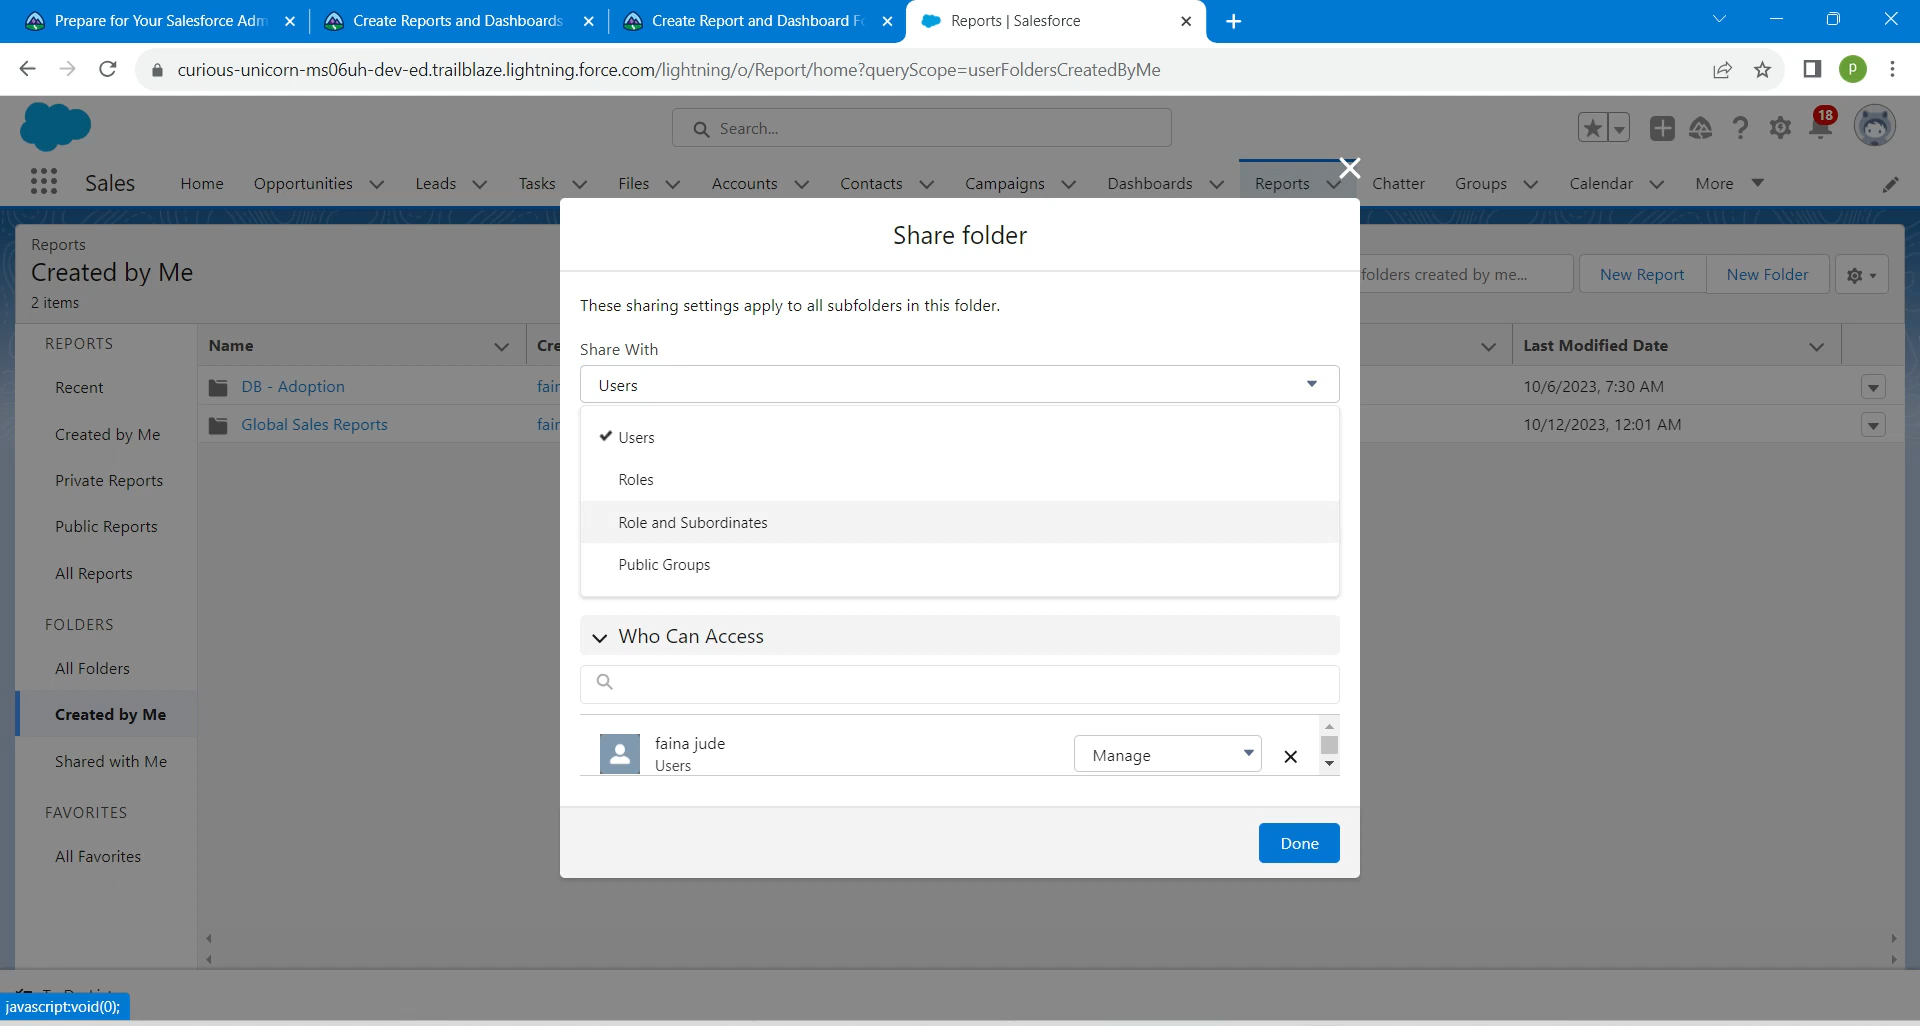 Prepare for Your Salesforce Adm
Create Reports and Dashboards
Create Report and Dashboard Fo
Reports | Salesforce
curious-unicorn-ms06uh-dev-ed.trailblaze.lightning.force.com/lightning/o/Report/home?queryScope=userFoldersCreatedByMe
P
Search...
18
Sales
Home
Opportunities
Leads
Tasks
Files
Accounts
Contacts
Campaigns
Dashboards
Reports
Chatter
Groups
Calendar
More
Reports
Created by Me
2 items
folders created by me...
New Report
New Folder
REPORTS
Recent
Created by Me
Private Reports
Public Reports
All Reports
FOLDERS
All Folders
Created by Me
Shared with Me
FAVORITES
All Favorites
Name
Cre
Last Modified Date
DB - Adoption
fair
10/6/2023, 7:30 AM
Global Sales Reports
fair
10/12/2023, 12:01 AM
Share folder
These sharing settings apply to all subfolders in this folder.
Share With
Users
Users
Roles
Role and Subordinates
Public Groups
Who Can Access
faina jude
Users
Manage
Done
javascript:void(0);